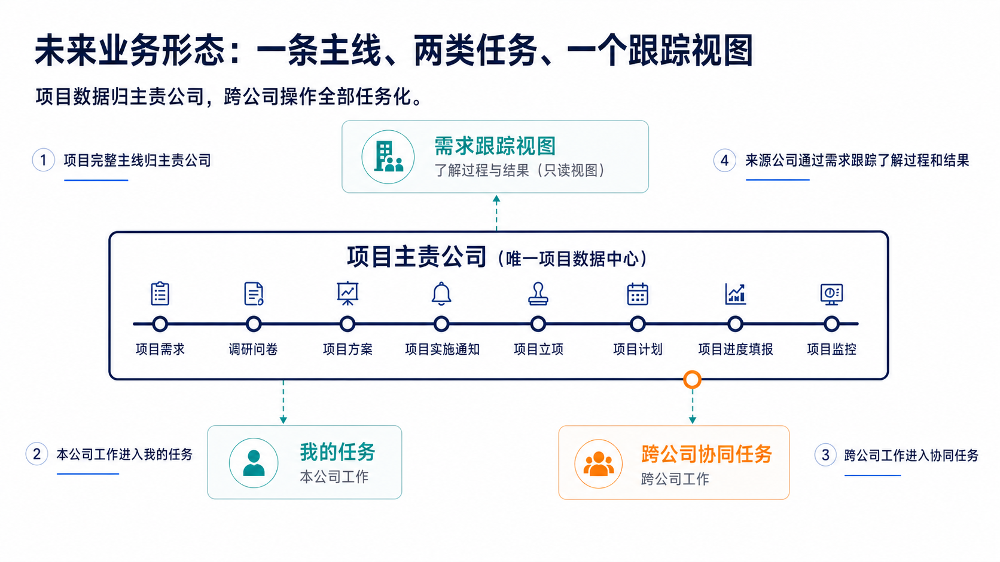 未来业务形态：一条主线、两类任务、一个跟踪视图
项目数据归主责公司，跨公司操作全部任务化。
1 项目完整主线归主责公司
需求跟踪视图
了解过程与结果（只读视图）
4 来源公司通过需求跟踪了解过程和结果
项目主责公司（唯一项目数据中心）
项目需求 调研问卷 项目方案 项目实施通知 项目立项 项目计划 项目进度填报 项目监控
2 本公司工作进入我的任务
我的任务
本公司工作
跨公司协同任务
跨公司工作
3 跨公司工作进入协同任务